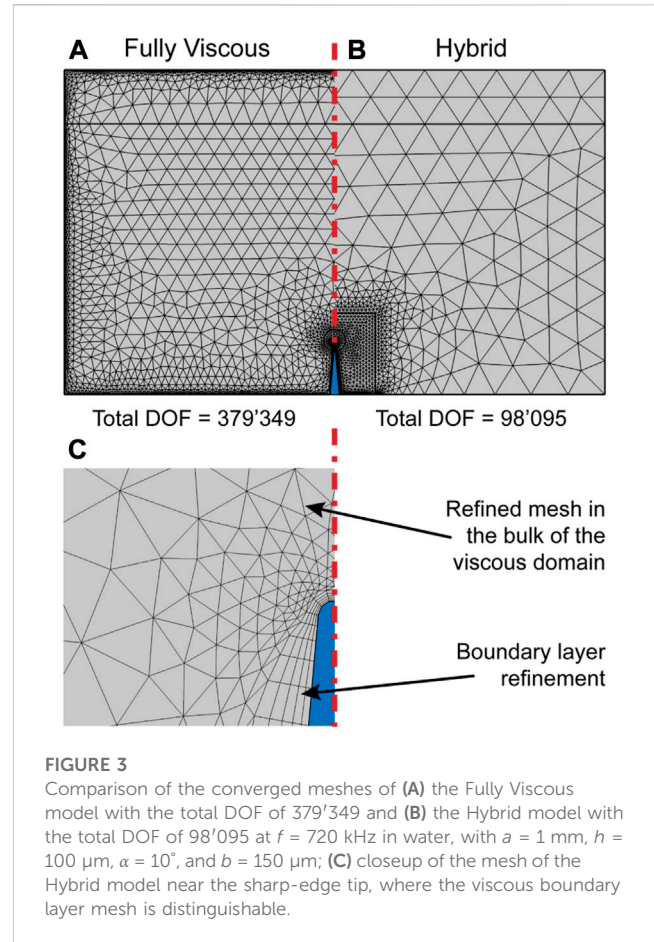 A Fully Viscous B Hybrid
Total DOF = 379'349 Total DOF = 98'095
C
Refined mesh in
the bulk of the
viscous domain
Boundary layer
refinement
FIGURE 3
Comparison of the converged meshes of (A) the Fully Viscous
model with the total DOF of 379′349 and (B) the Hybrid model with
the total DOF of 98′095 at f = 720 kHz in water, with a = 1 mm, h =
100 μm, α = 10°, and b = 150 μm; (C) closeup of the mesh of the
Hybrid model near the sharp-edge tip, where the viscous boundary
layer mesh is distinguishable.